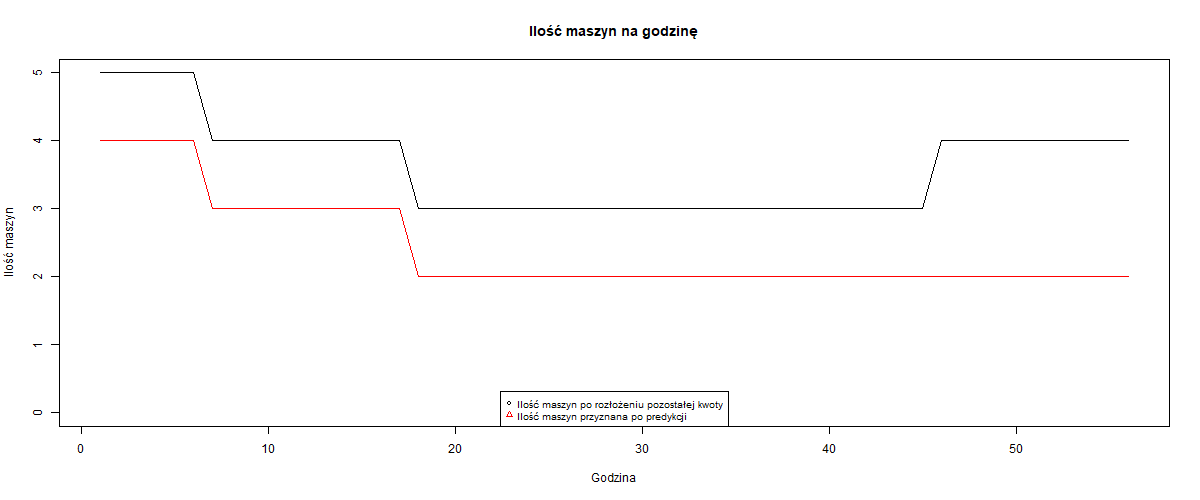 Ilość maszyn na godzinę
Ilość maszyn
5
4
3
2
1
0
Ilość maszyn po rozłożeniu pozostałej kwoty
Ilość maszyn przyznana po predykcji
0 10 20 30 40 50
Godzina